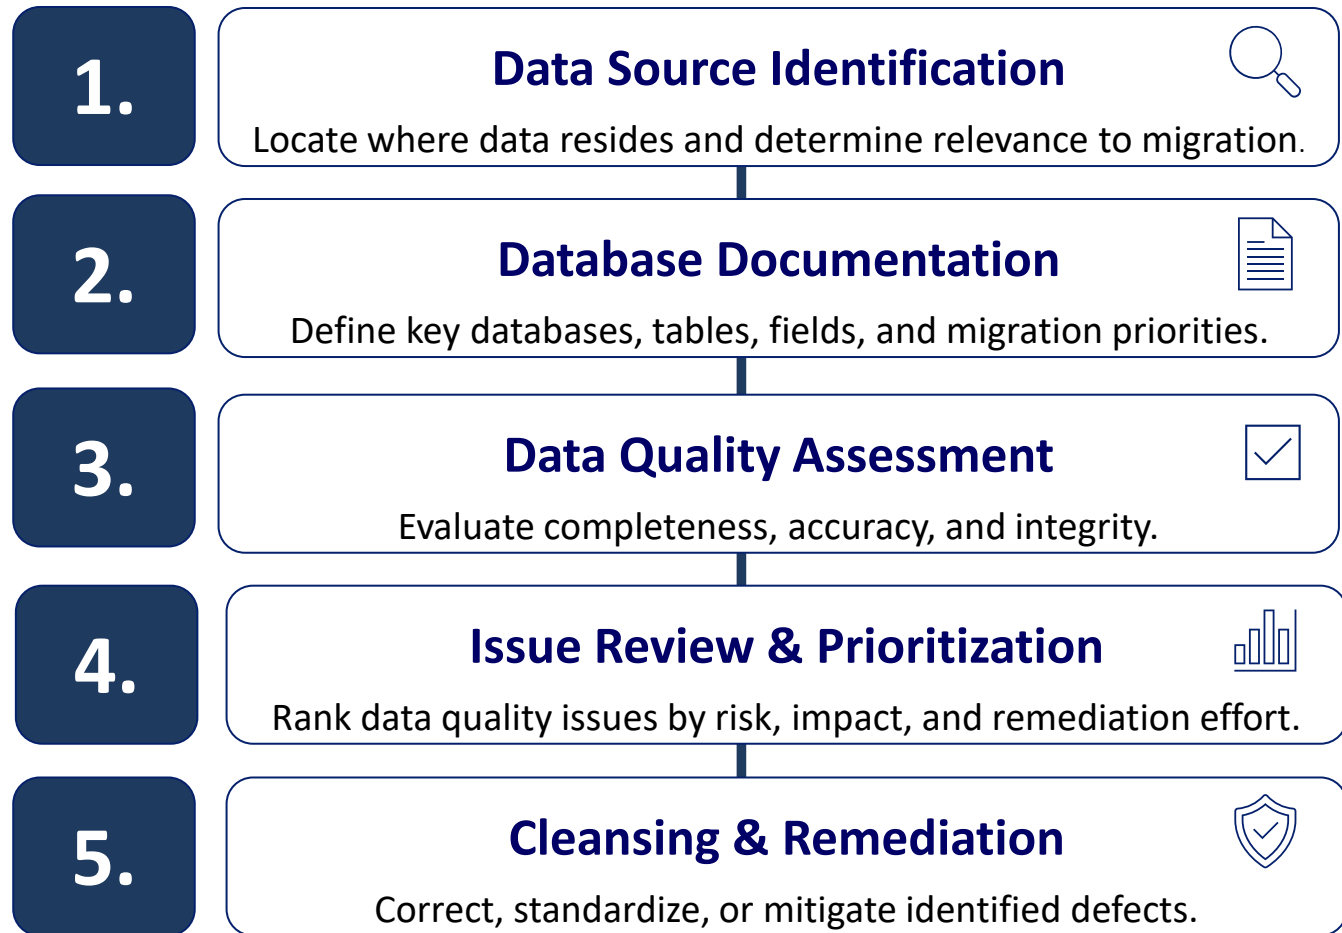 1.
Data Source Identification
Locate where data resides and determine relevance to migration.
2.
Database Documentation
Define key databases, tables, fields, and migration priorities.
3.
Data Quality Assessment
Evaluate completeness, accuracy, and integrity.
4.
Issue Review & Prioritization
Rank data quality issues by risk, impact, and remediation effort.
5.
Cleansing & Remediation
Correct, standardize, or mitigate identified defects.